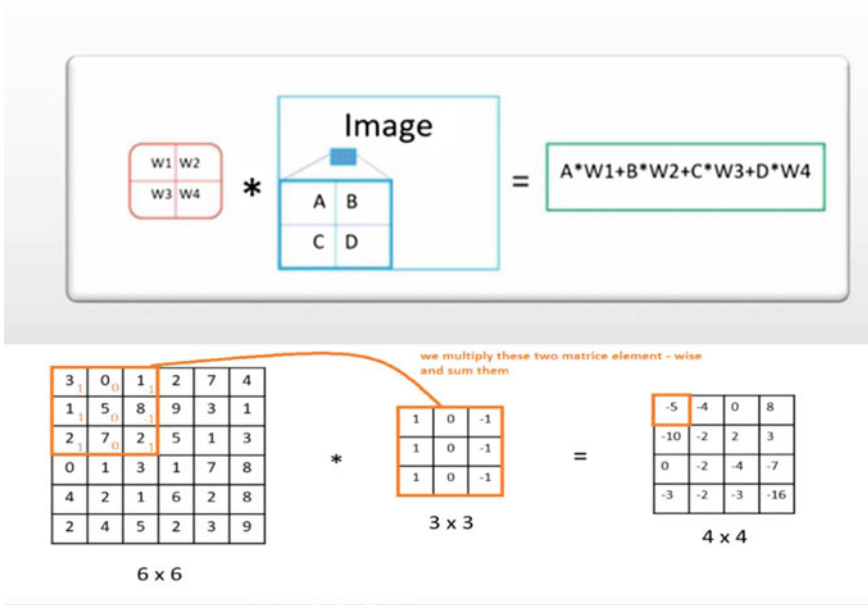 Image
W1 W2
W3 W4
*
A B
C D
=
A*W1+B*W2+C*W3+D*W4
we multiply these two matrice element - wise
and sum them
3 1 0 0 1 -1 2 7 4
1 1 5 0 8 -1 9 3 1
2 1 7 0 2 -1 5 1 3
0 1 3 1 7 8
4 2 1 6 2 8
2 4 5 2 3 9
6 x 6
*
1 0 -1
1 0 -1
1 0 -1
3 x 3
=
-5 -4 0 8
-10 -2 2 3
0 -2 -4 -7
-3 -2 -3 -16
4 x 4